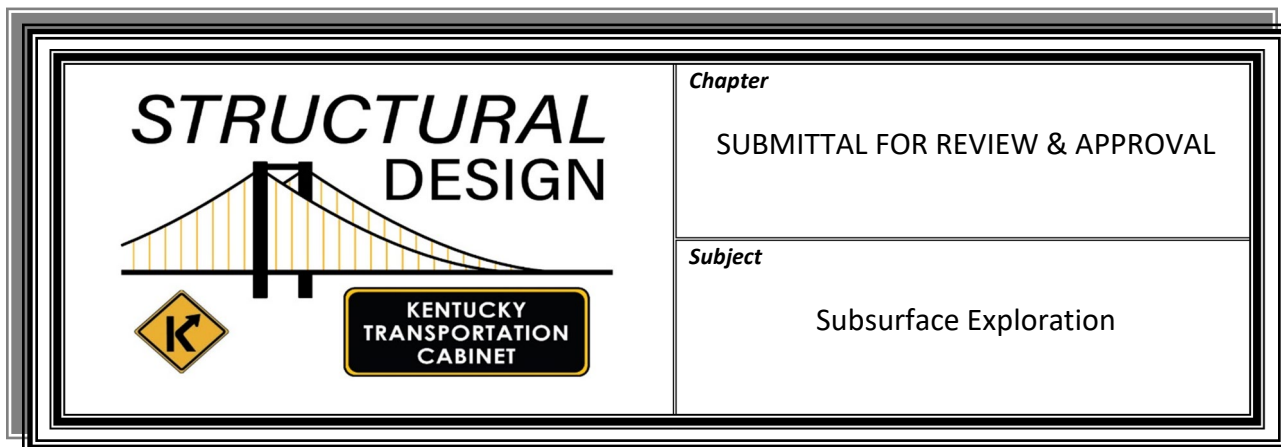 STRUCTURAL
DESIGN
KENTUCKY
TRANSPORTATION
CABINET
Chapter
SUBMITTAL FOR REVIEW & APPROVAL
Subject
Subsurface Exploration